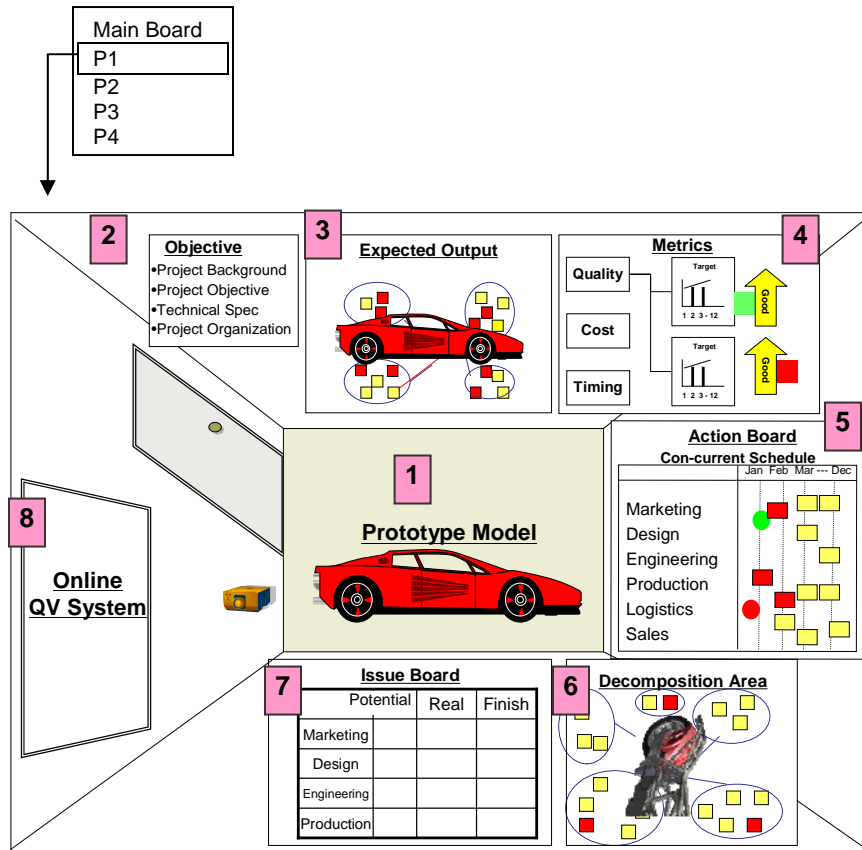 Main Board
P1
P2
P3
P4
2
Objective
•Project Background
•Project Objective
•Technical Spec
•Project Organization
3
Expected Output
4
Metrics
Quality
Cost
Timing
Target
1 2 3 - 12
Good
Target
1 2 3 - 12
Good
1
Prototype Model
5
Action Board
Con-current Schedule
Jan Feb Mar --- Dec
Marketing
Design
Engineering
Production
Logistics
Sales
8
Online
QV System
7
Issue Board
Potential Real Finish
Marketing
Design
Engineering
Production
6
Decomposition Area